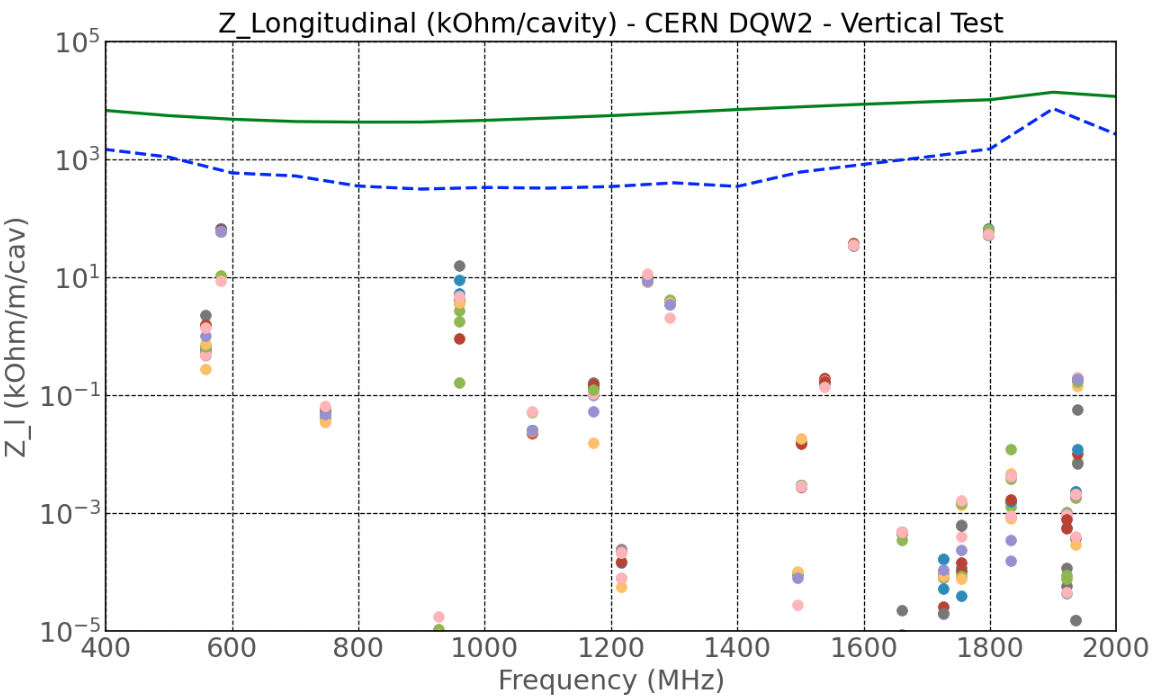 Z_Longitudinal (kOhm/cavity) - CERN DQW2 - Vertical Test
Z_l (kOhm/m/cav)
10^5
10^3
10^1
10^−1
10^−3
10^−5
400 600 800 1000 1200 1400 1600 1800 2000
Frequency (MHz)